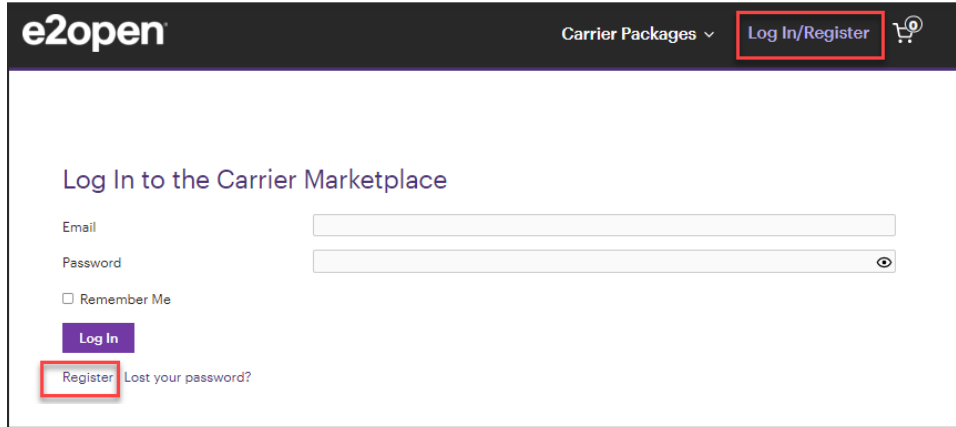 e2open
Carrier Packages
Log In/Register
0
Log In to the Carrier Marketplace
Email
Password
Remember Me
Log In
Register Lost your password?